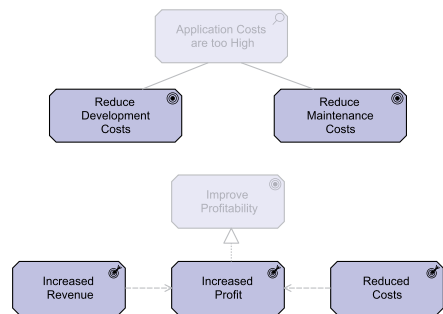 Application Costs
are too High
Reduce
Development
Costs
Reduce
Maintenance
Costs
Improve
Profitability
Increased
Revenue
Increased
Profit
Reduced
Costs